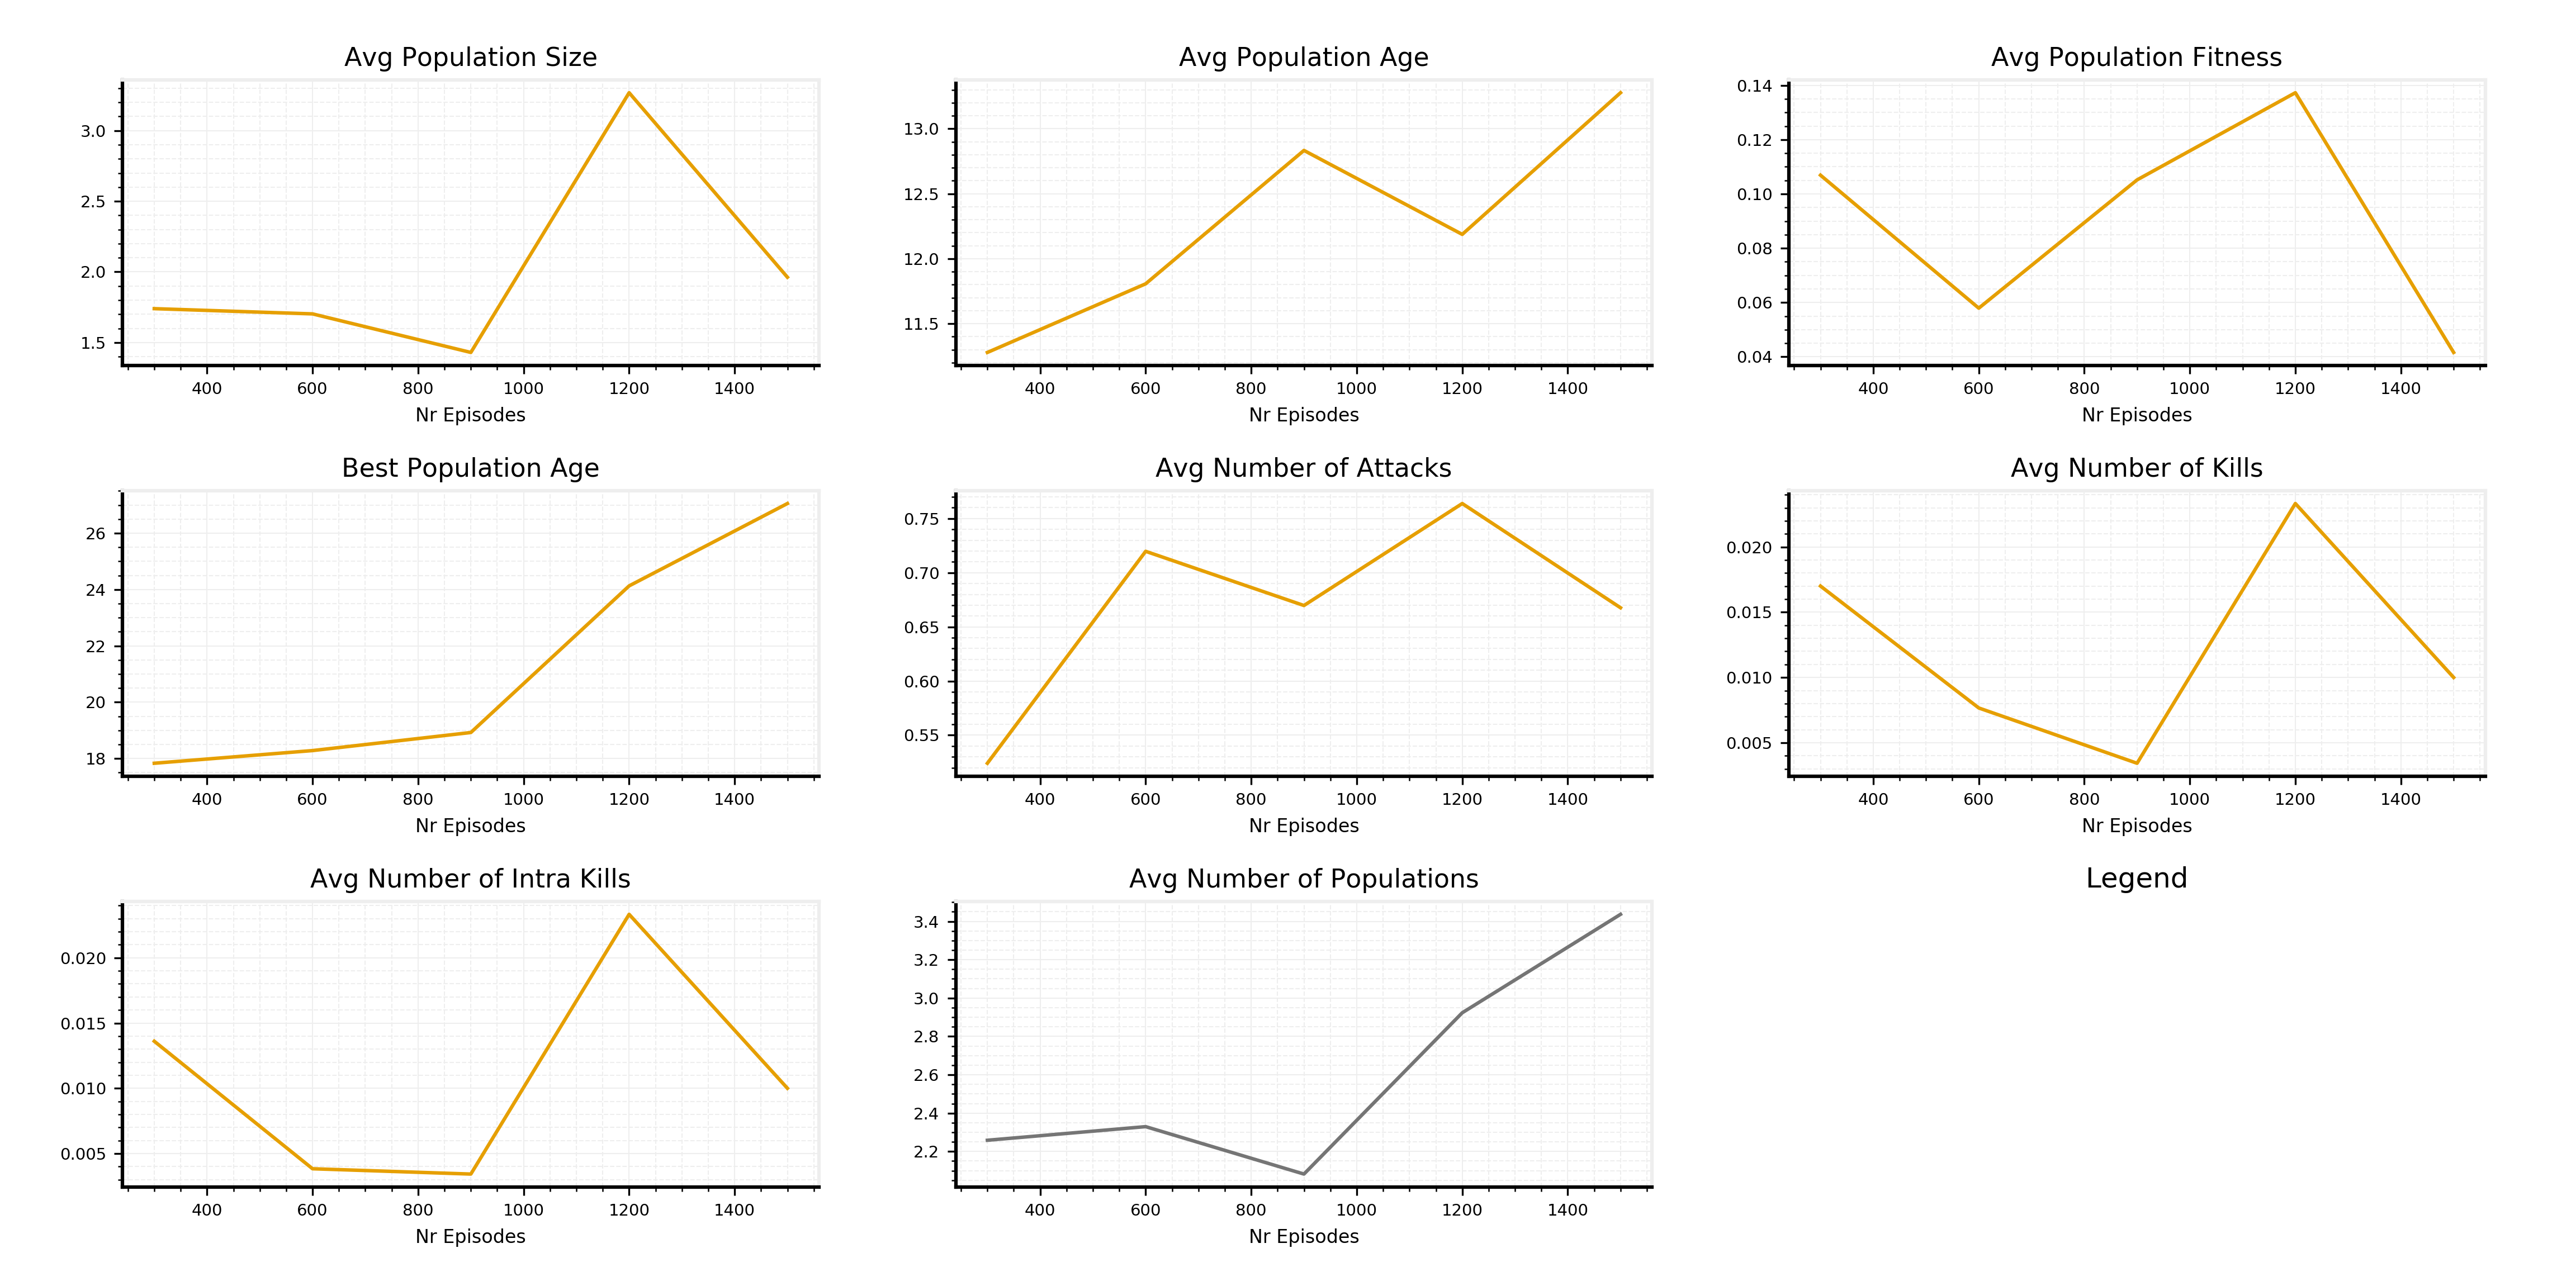 Avg Population Size
3.0
2.5
2.0
1.5
400 600 800 1000 1200 1400
Nr Episodes
Avg Population Age
13.0
12.5
12.0
11.5
400 600 800 1000 1200 1400
Nr Episodes
Avg Population Fitness
0.14
0.12
0.10
0.08
0.06
0.04
400 600 800 1000 1200 1400
Nr Episodes
Best Population Age
26
24
22
20
18
400 600 800 1000 1200 1400
Nr Episodes
Avg Number of Attacks
0.75
0.70
0.65
0.60
0.55
400 600 800 1000 1200 1400
Nr Episodes
Avg Number of Kills
0.020
0.015
0.010
0.005
400 600 800 1000 1200 1400
Nr Episodes
Avg Number of Intra Kills
0.020
0.015
0.010
0.005
400 600 800 1000 1200 1400
Nr Episodes
Avg Number of Populations
3.4
3.2
3.0
2.8
2.6
2.4
2.2
400 600 800 1000 1200 1400
Nr Episodes
Legend